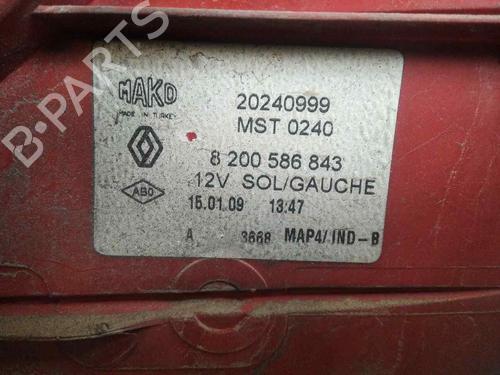 MAKO
MADE IN TURKEY
20240999
MST 0240
8 200 586 843
ABO
12V SOL/GAUCHE
15.01.09 13:47
A 3668 MAP4/ IND-B
B-PARTS